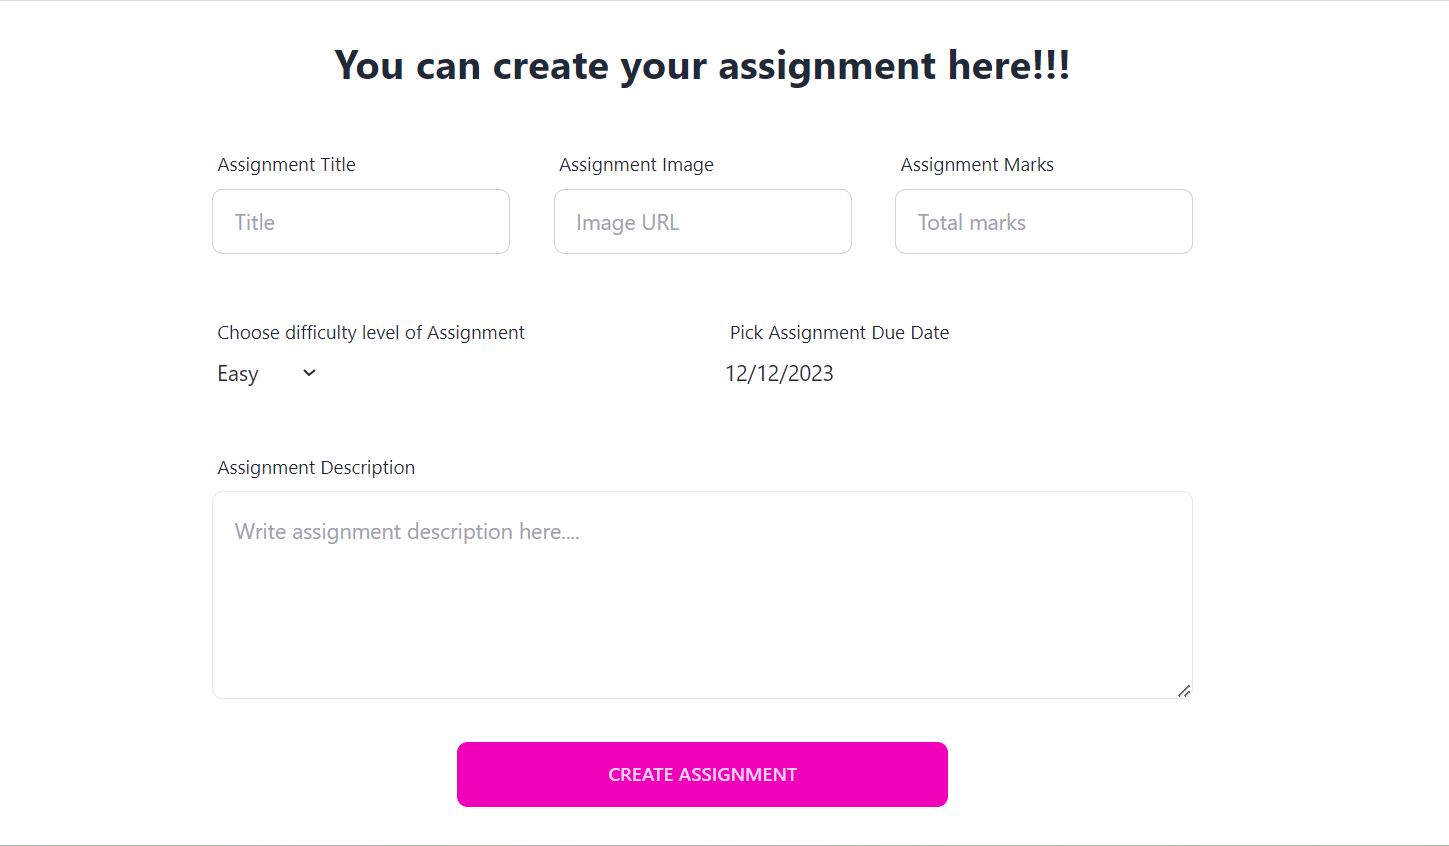 You can create your assignment here!!!
Assignment Title
Assignment Image
Assignment Marks
Title
Image URL
Total marks
Choose difficulty level of Assignment
Pick Assignment Due Date
Easy
12/12/2023
Assignment Description
Write assignment description here....
CREATE ASSIGNMENT